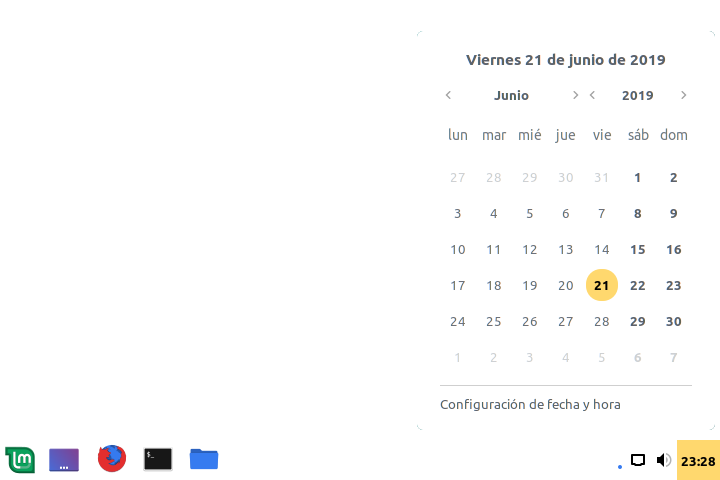 Viernes 21 de junio de 2019
Junio 2019
lun mar mié jue vie sáb dom
27 28 29 30 31 1 2
3 4 5 6 7 8 9
10 11 12 13 14 15 16
17 18 19 20 21 22 23
24 25 26 27 28 29 30
1 2 3 4 5 6 7
Configuración de fecha y hora
$_
23:28